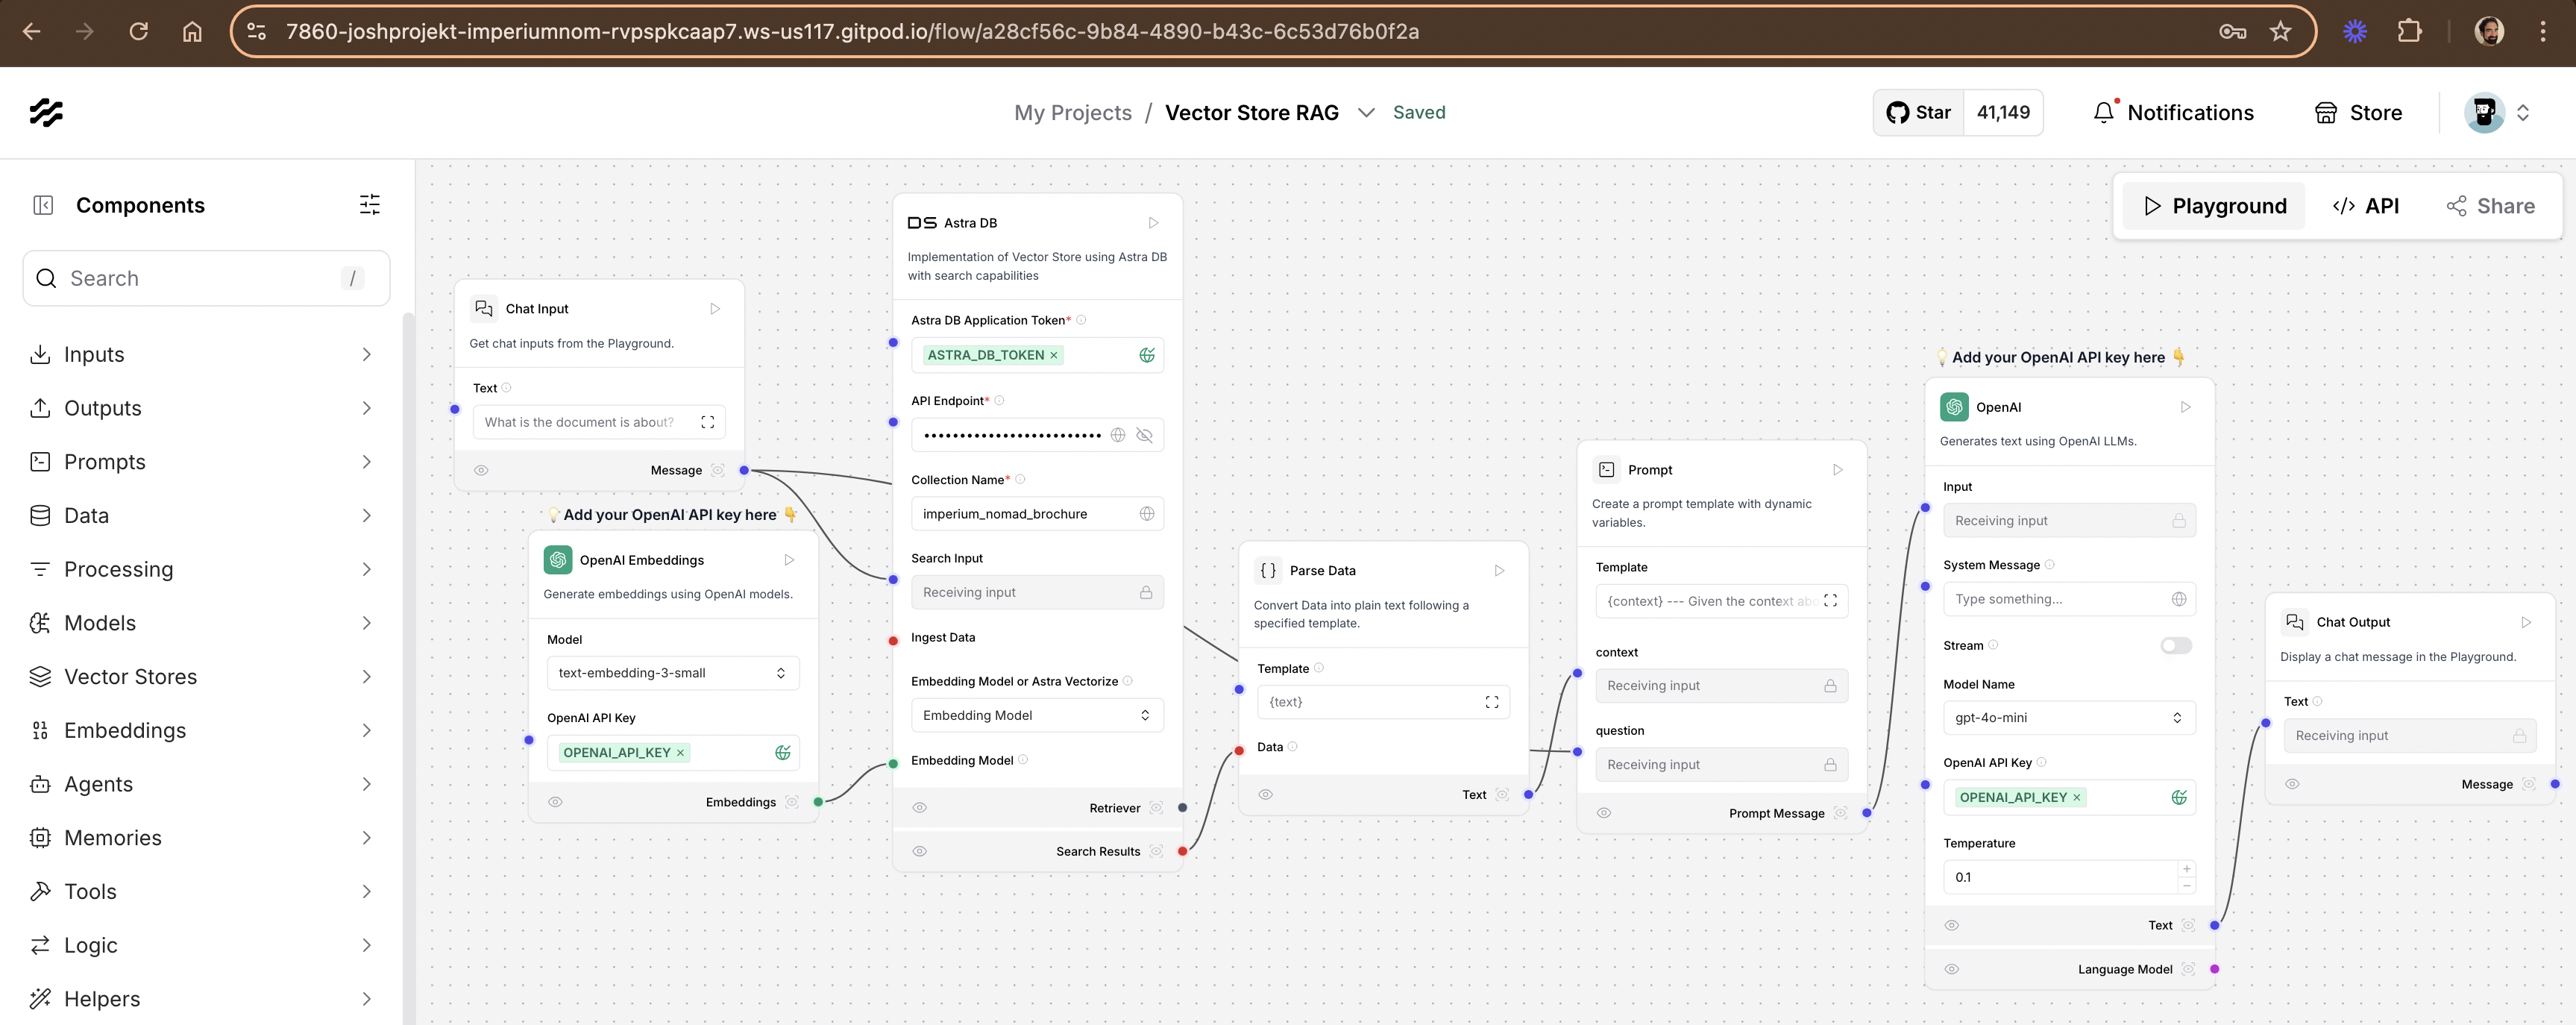 7860-joshprojekt-imperiumnom-rvpspkcaap7.ws-us117.gitpod.io/flow/a28cf56c-9b84-4890-b43c-6c53d76b0f2a
My Projects / Vector Store RAG Saved
Star 41,149
Notifications
Store
Components
Search /
Inputs
Outputs
Prompts
Data
Processing
Models
Vector Stores
Embeddings
Agents
Memories
Tools
Logic
Helpers
Playground
API
Share
Chat Input
Get chat inputs from the Playground.
Text
What is the document is about?
Message
💡Add your OpenAI API key here 👇
OpenAI Embeddings
Generate embeddings using OpenAI models.
Model
text-embedding-3-small
OpenAI API Key
OPENAI_API_KEY ×
Embeddings
DS Astra DB
Implementation of Vector Store using Astra DB
with search capabilities
Astra DB Application Token*
ASTRA_DB_TOKEN ×
API Endpoint*
•••••••••••••••••••••••••
Collection Name*
imperium_nomad_brochure
Search Input
Receiving input
Ingest Data
Embedding Model or Astra Vectorize
Embedding Model
Embedding Model
Retriever
Search Results
Parse Data
Convert Data into plain text following a
specified template.
Template
{text}
Data
Text
Prompt
Create a prompt template with dynamic
variables.
Template
{context} --- Given the context abo
context
Receiving input
question
Receiving input
Prompt Message
💡Add your OpenAI API key here 👇
OpenAI
Generates text using OpenAI LLMs.
Input
Receiving input
System Message
Type something...
Stream
Model Name
gpt-4o-mini
OpenAI API Key
OPENAI_API_KEY ×
Temperature
0.1
Text
Language Model
Chat Output
Display a chat message in the Playground.
Text
Receiving input
Message